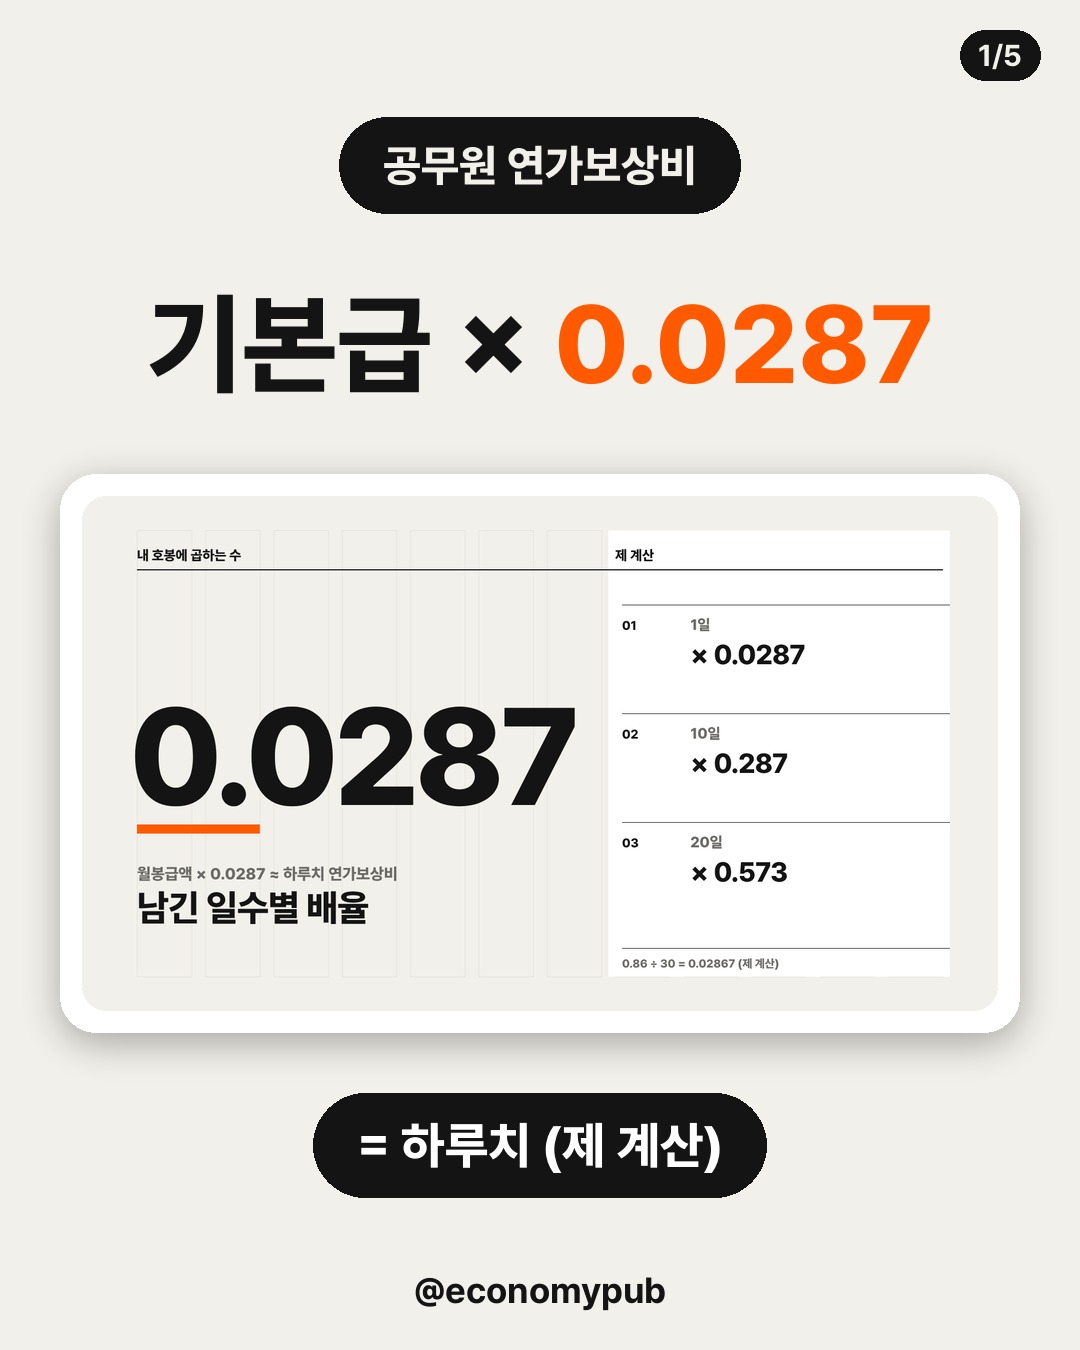 1/5
공무원 연가보상비
기본급 × 0.0287
내 호봉에 곱하는 수
0.0287
월봉급액 × 0.0287 ≈ 하루치 연가보상비
남긴 일수별 배율
제 계산
01 1일
× 0.0287
02 10일
× 0.287
03 20일
× 0.573
0.86 ÷ 30 = 0.02867 (제 계산)
= 하루치 (제 계산)
@economypub